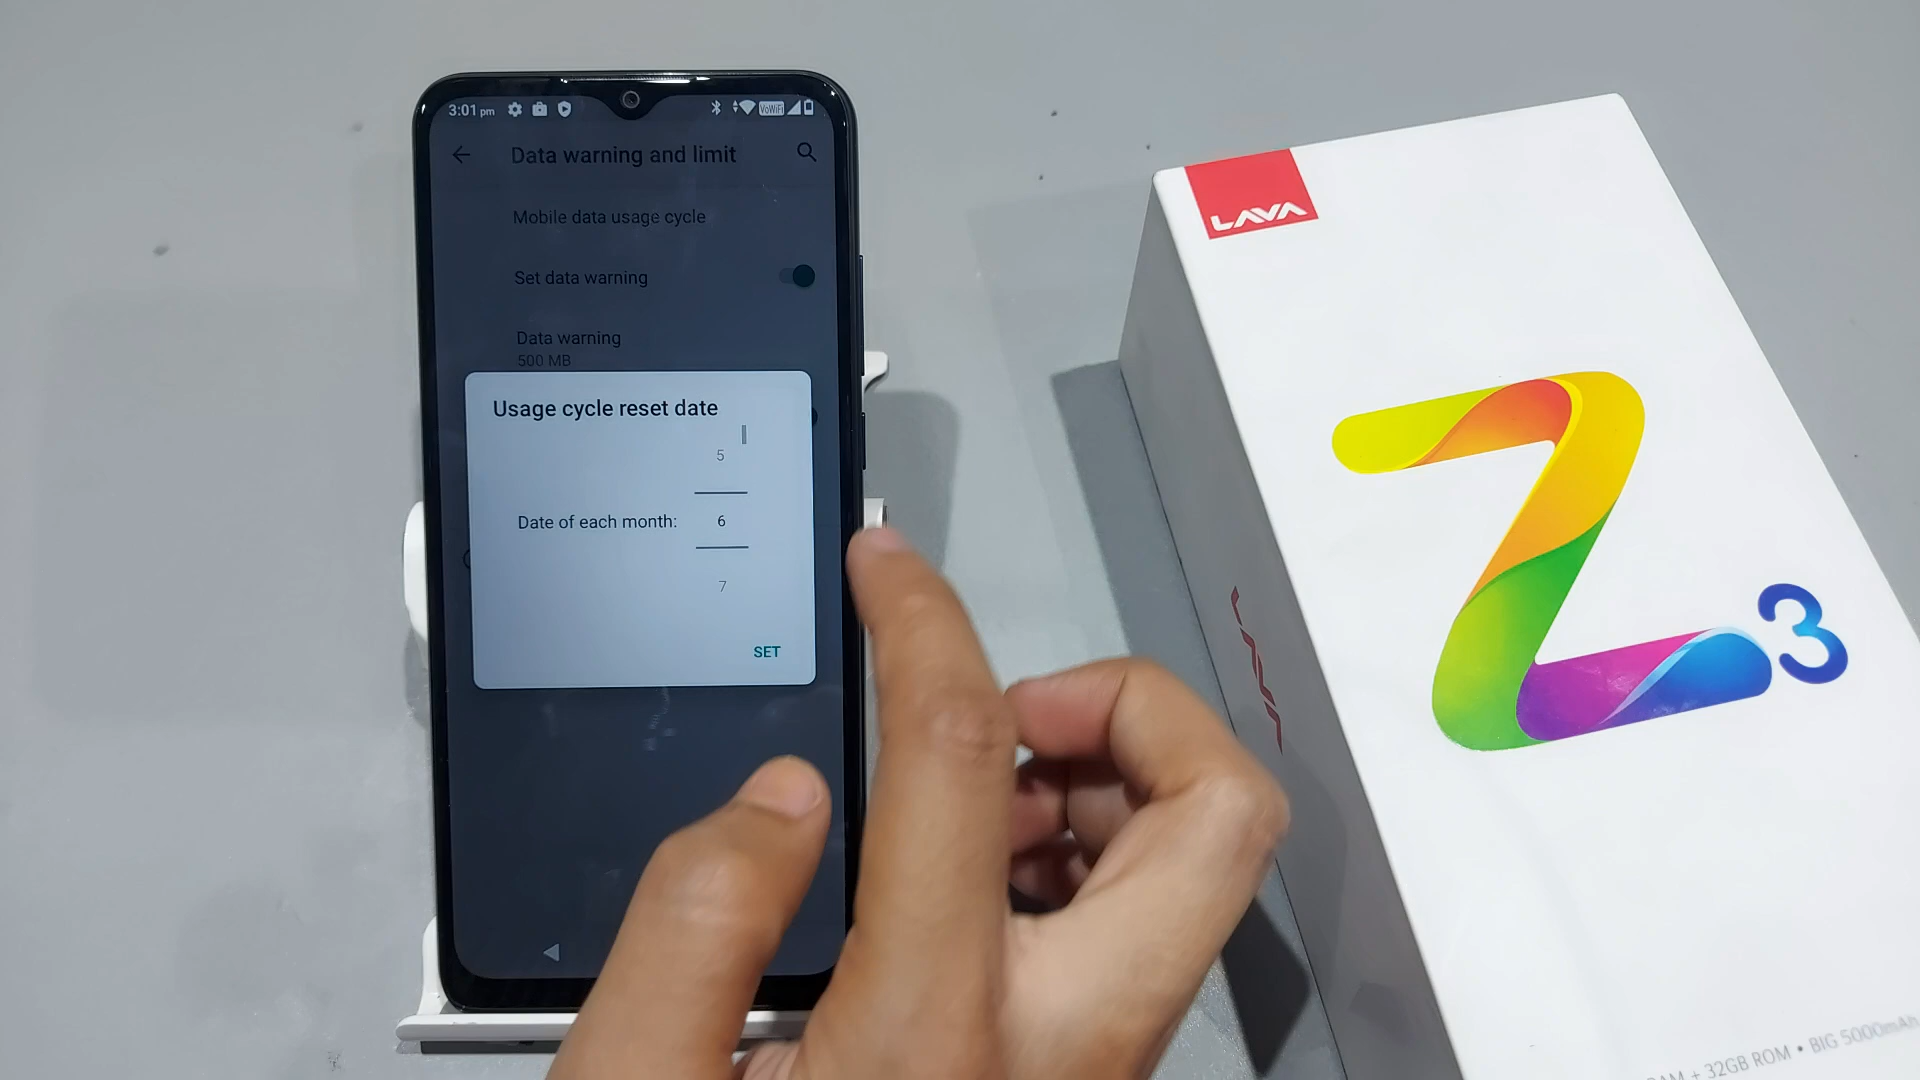 3:01 pm
VoWiFi
Data warning and limit
Mobile data usage cycle
Set data warning
Data warning
500 MB
Usage cycle reset date
5
Date of each month: 6
7
SET
LAVA
Z3
LAVA
+ 32GB ROM • BIG 5000mAh